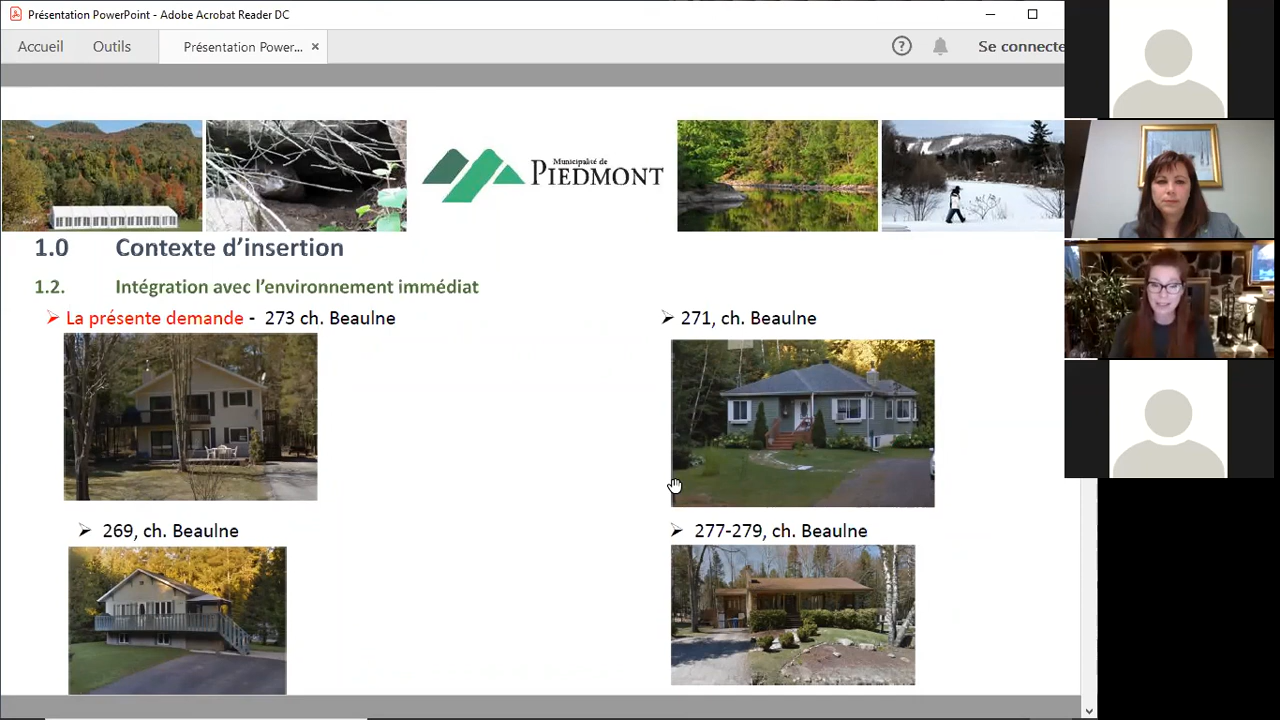 Présentation PowerPoint - Adobe Acrobat Reader DC
Accueil Outils Présentation Power... × ? Se connecte
Municipalité de
PIEDMONT
1.0 Contexte d'insertion
1.2. Intégration avec l'environnement immédiat
➢ La présente demande - 273 ch. Beaulne
➢ 271, ch. Beaulne
➢ 269, ch. Beaulne
➢ 277-279, ch. Beaulne